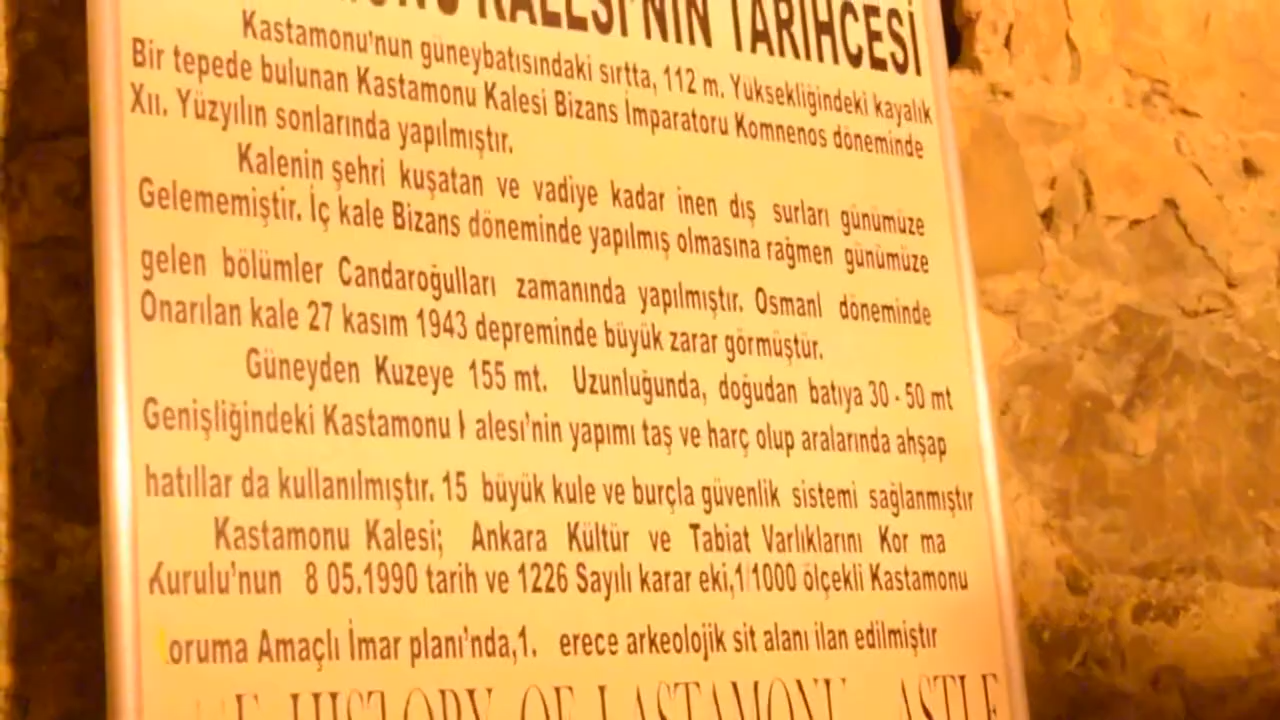 KALESİ'NİN TARİHCESİ
Kastamonu'nun güneybatısındaki sırtta, 112 m. Yüksekliğindeki kayalık
Bir tepede bulunan Kastamonu Kalesi Bizans İmparatoru Komnenos döneminde
XII. Yüzyılın sonlarında yapılmıştır.
Kalenin şehri kuşatan ve vadiye kadar inen dış surları günümüze
Gelememiştir. İç kale Bizans döneminde yapılmış olmasına rağmen günümüze
gelen bölümler Candaroğulları zamanında yapılmıştır. Osmanl döneminde
Onarılan kale 27 kasım 1943 depreminde büyük zarar görmüştür.
Güneyden Kuzeye 155 mt. Uzunluğunda, doğudan batıya 30 - 50 mt
Genişliğindeki Kastamonu alesı'nin yapımı taş ve harç olup aralarında ahşap
hatıllar da kullanılmıştır. 15 büyük kule ve burçla güvenlik sistemi sağlanmıştır
Kastamonu Kalesi; Ankara Kültür ve Tabiat Varlıklarını Kor ma
Kurulu'nun 8 05.1990 tarih ve 1226 Sayılı karar eki,1/1000 ölçekli Kastamonu
oruma Amaçlı İmar planı'nda,1. erece arkeolojik sit alanı ilan edilmiştir
HISTORY OF ASTLE